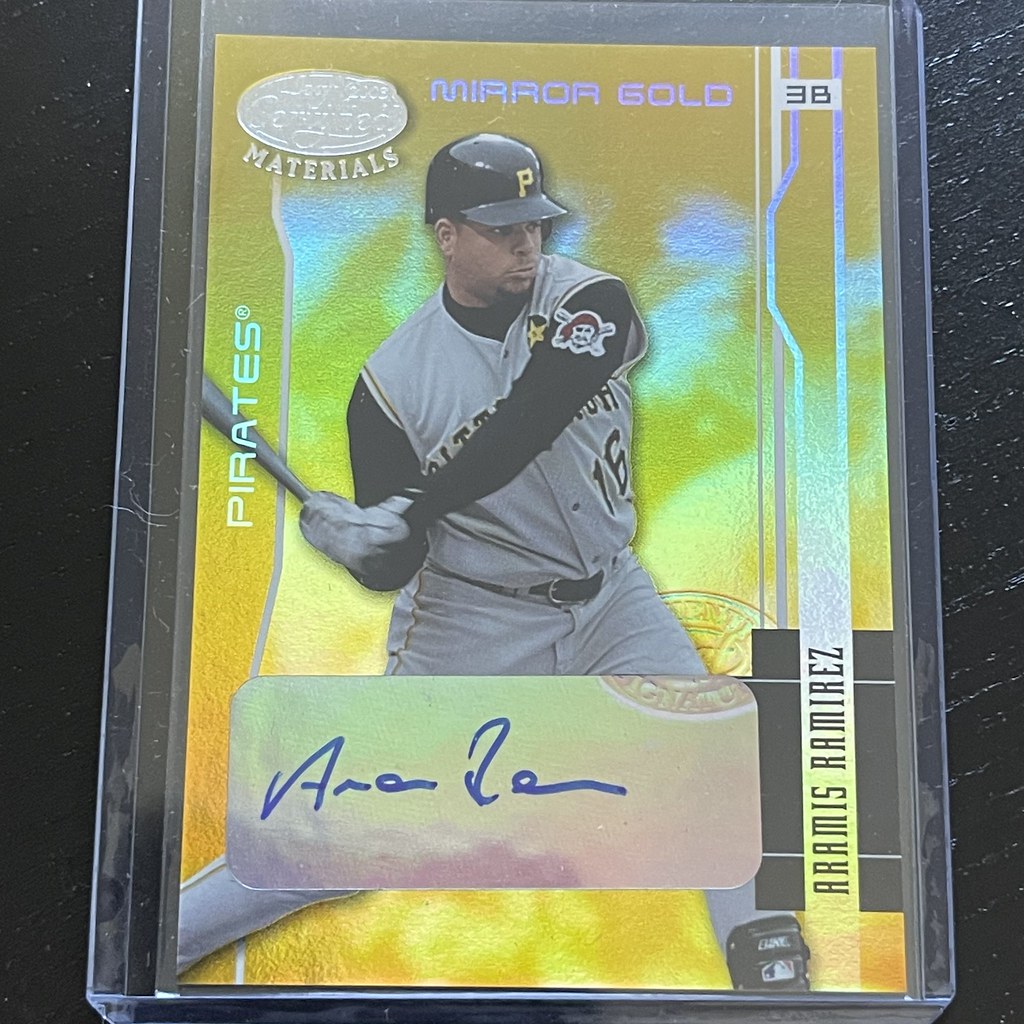 Leaf 2003
Certified
MATERIALS
MIRROR GOLD
3B
P
PIRATES®
16
ARAMIS RAMIREZ